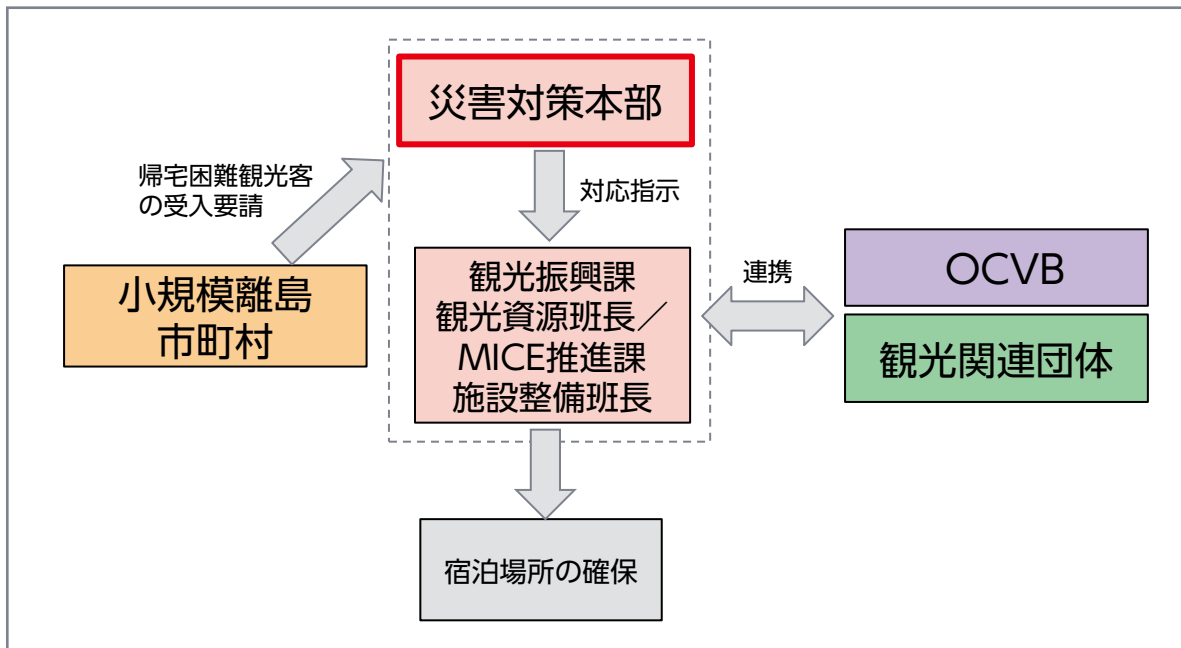 災害対策本部
帰宅困難観光客
の受入要請
対応指示
小規模離島
市町村
観光振興課
観光資源班長／
MICE推進課
施設整備班長
連携
OCVB
観光関連団体
宿泊場所の確保